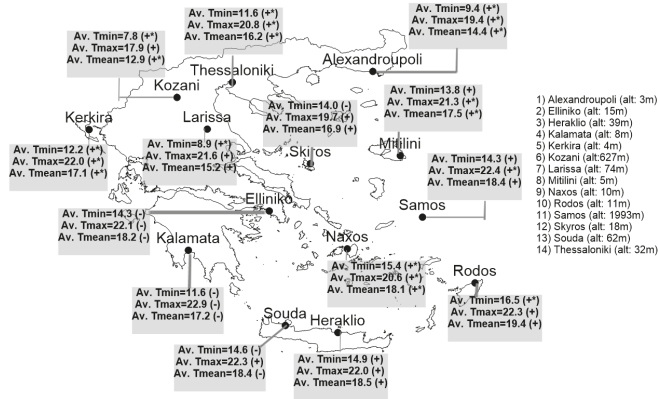 Av. Tmin=11.6 (+*)
Av. Tmax=20.8 (+*)
Av. Tmean=16.2 (+*)
Av. Tmin=9.4 (+*)
Av. Tmax=19.4 (+*)
Av. Tmean=14.4 (+*)
Av. Tmin=7.8 (+*)
Av. Tmax=17.9 (+)
Av. Tmean=12.9 (+*)
Thessaloniki
Alexandroupoli
Kozani
Av. Tmin=13.8 (+)
Av. Tmax=21.3 (+*)
Av. Tmean=17.5 (+*)
Kerkira
Larissa
Av. Tmin=14.0 (-)
Av. Tmax=19.7 (+)
Av. Tmean=16.9 (+)
Mitilini
Av. Tmin=12.2 (+*)
Av. Tmax=22.0 (+*)
Av. Tmean=17.1 (+*)
Av. Tmin=8.9 (+*)
Av. Tmax=21.6 (+)
Av. Tmean=15.2 (+)
Skiros
Av. Tmin=14.3 (+)
Av. Tmax=22.4 (+*)
Av. Tmean=18.4 (+)
Elliniko
Samos
Av. Tmin=14.3 (-)
Av. Tmax=22.1 (-)
Av. Tmean=18.2 (-)
Kalamata
Naxos
Av. Tmin=15.4 (+*)
Av. Tmax=20.6 (+*)
Av. Tmean=18.1 (+*)
Rodos
Av. Tmin=11.6 (-)
Av. Tmax=22.9 (-)
Av. Tmean=17.2 (-)
Av. Tmin=16.5 (+*)
Av. Tmax=22.3 (+)
Av. Tmean=19.4 (+)
Souda
Heraklio
Av. Tmin=14.6 (-)
Av. Tmax=22.3 (+)
Av. Tmean=18.4 (-)
Av. Tmin=14.9 (+)
Av. Tmax=22.0 (+)
Av. Tmean=18.5 (+)
1) Alexandroupoli (alt: 3m)
2) Elliniko (alt: 15m)
3) Heraklio (alt: 39m)
4) Kalamata (alt: 8m)
5) Kerkira (alt: 4m)
6) Kozani (alt:627m)
7) Larissa (alt: 74m)
8) Mitilini (alt: 5m)
9) Naxos (alt: 10m)
10) Rodos (alt: 11m)
11) Samos (alt: 1993m)
12) Skyros (alt: 18m)
13) Souda (alt: 62m)
14) Thessaloniki (alt: 32m)